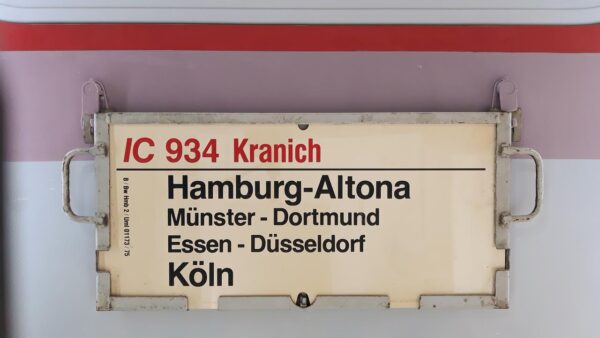 IC 934 Kranich
Hamburg-Altona
Münster - Dortmund
Essen - Düsseldorf
Köln